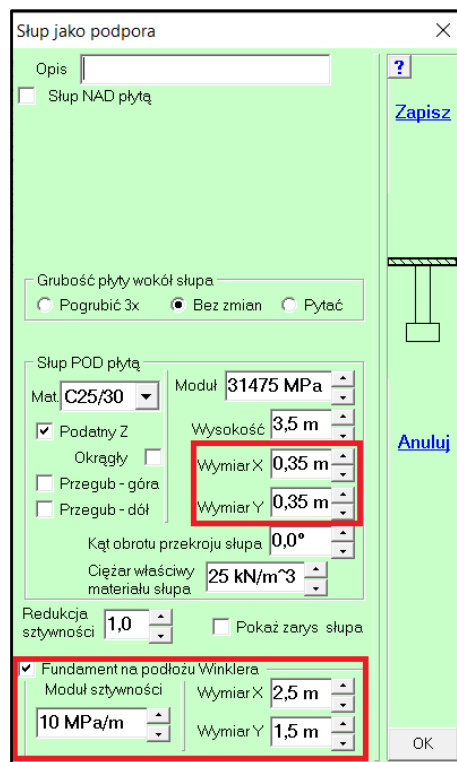 Słup jako podpora
Opis
?
Słup NAD płytą
Zapisz
Grubość płyty wokół słupa
Pogrubić 3x Bez zmian Pytać
Słup POD płytą
Mat. C25/30
Moduł 31475 MPa
Podatny Z
Wysokość 3,5 m
Anuluj
Okrągły
Wymiar X 0,35 m
Przegub - góra
Przegub - dół
Wymiar Y 0,35 m
Kąt obrotu przekroju słupa 0,0°
Ciężar właściwy
materiału słupa 25 kN/m^3
Redukcja
sztywności 1,0
Pokaż zarys słupa
Fundament na podłożu Winklera
Moduł sztywności
Wymiar X 2,5 m
10 MPa/m
Wymiar Y 1,5 m
OK